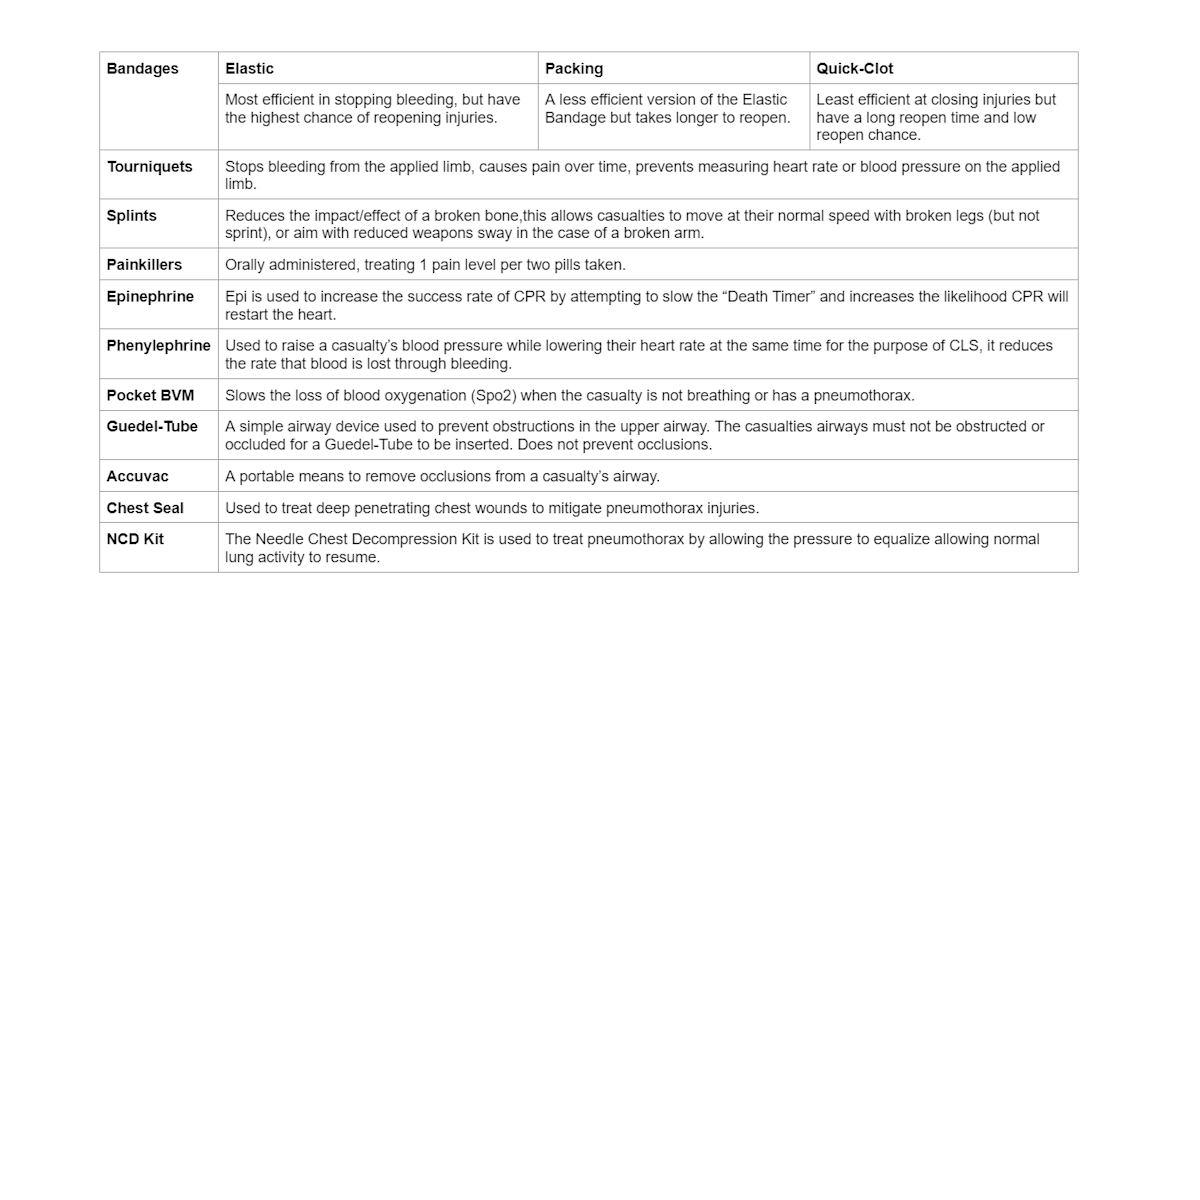 Bandages Elastic Packing Quick-Clot
Most efficient in stopping bleeding, but have
the highest chance of reopening injuries.
A less efficient version of the Elastic
Bandage but takes longer to reopen.
Least efficient at closing injuries but
have a long reopen time and low
reopen chance.
Tourniquets Stops bleeding from the applied limb, causes pain over time, prevents measuring heart rate or blood pressure on the applied
limb.
Splints Reduces the impact/effect of a broken bone,this allows casualties to move at their normal speed with broken legs (but not
sprint), or aim with reduced weapons sway in the case of a broken arm.
Painkillers Orally administered, treating 1 pain level per two pills taken.
Epinephrine Epi is used to increase the success rate of CPR by attempting to slow the “Death Timer” and increases the likelihood CPR will
restart the heart.
Phenylephrine Used to raise a casualty’s blood pressure while lowering their heart rate at the same time for the purpose of CLS, it reduces
the rate that blood is lost through bleeding.
Pocket BVM Slows the loss of blood oxygenation (Spo2) when the casualty is not breathing or has a pneumothorax.
Guedel-Tube A simple airway device used to prevent obstructions in the upper airway. The casualties airways must not be obstructed or
occluded for a Guedel-Tube to be inserted. Does not prevent occlusions.
Accuvac A portable means to remove occlusions from a casualty’s airway.
Chest Seal Used to treat deep penetrating chest wounds to mitigate pneumothorax injuries.
NCD Kit The Needle Chest Decompression Kit is used to treat pneumothorax by allowing the pressure to equalize allowing normal
lung activity to resume.